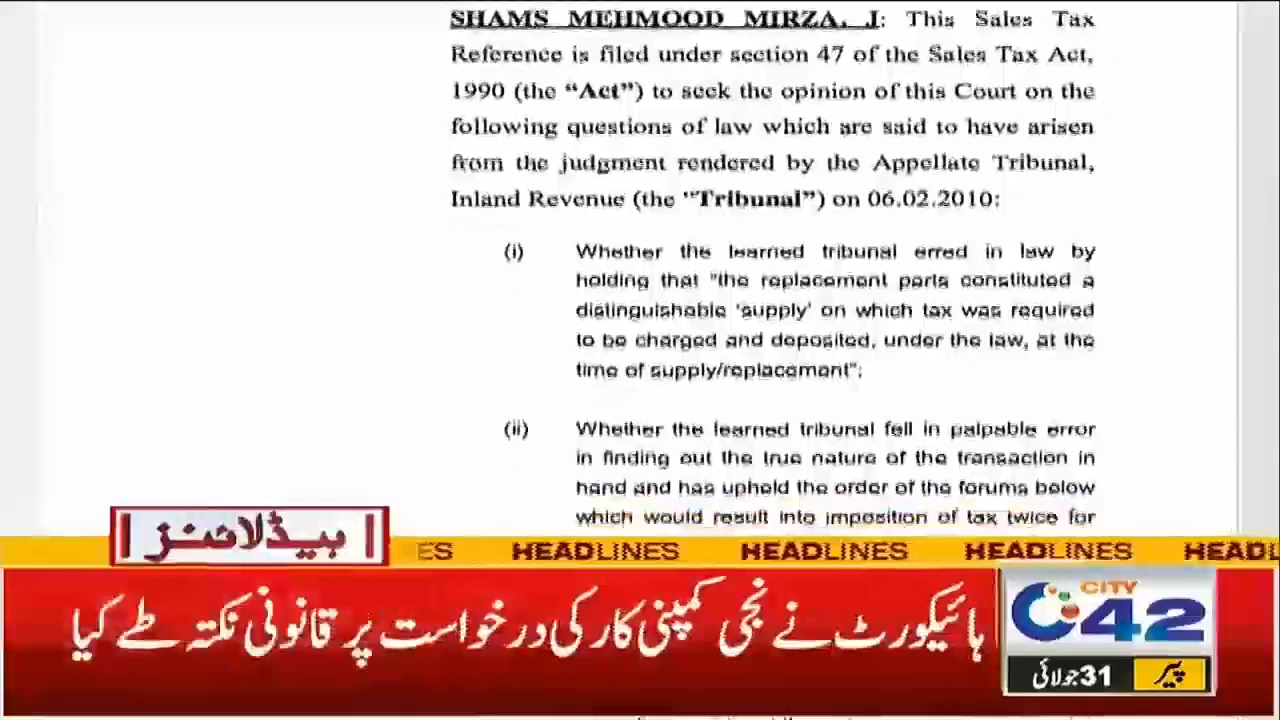 SHAMS MEHMOOD MIRZA, J: This Sales Tax
Reference is filed under section 47 of the Sales Tax Act,
1990 (the “Act”) to seek the opinion of this Court on the
following questions of law which are said to have arisen
from the judgment rendered by the Appellate Tribunal,
Inland Revenue (the “Tribunal”) on 06.02.2010:
(i) Whether the learned tribunal erred in law by
holding that "the replacement parts constituted a
distinguishable 'supply' on which tax was required
to be charged and deposited, under the law, at the
time of supply/replacement";
(ii) Whether the learned tribunal fell in palpable error
in finding out the true nature of the transaction in
hand and has upheld the order of the forums below
which would result into imposition of tax twice for
ہیڈلائنز
ES HEADLINES HEADLINES HEADLINES HEADL
ہائیکورٹ نے نجی کمپنی کار کی درخواست پر قانونی نکتہ طے کیا
CITY
42
31 جولائی پیر